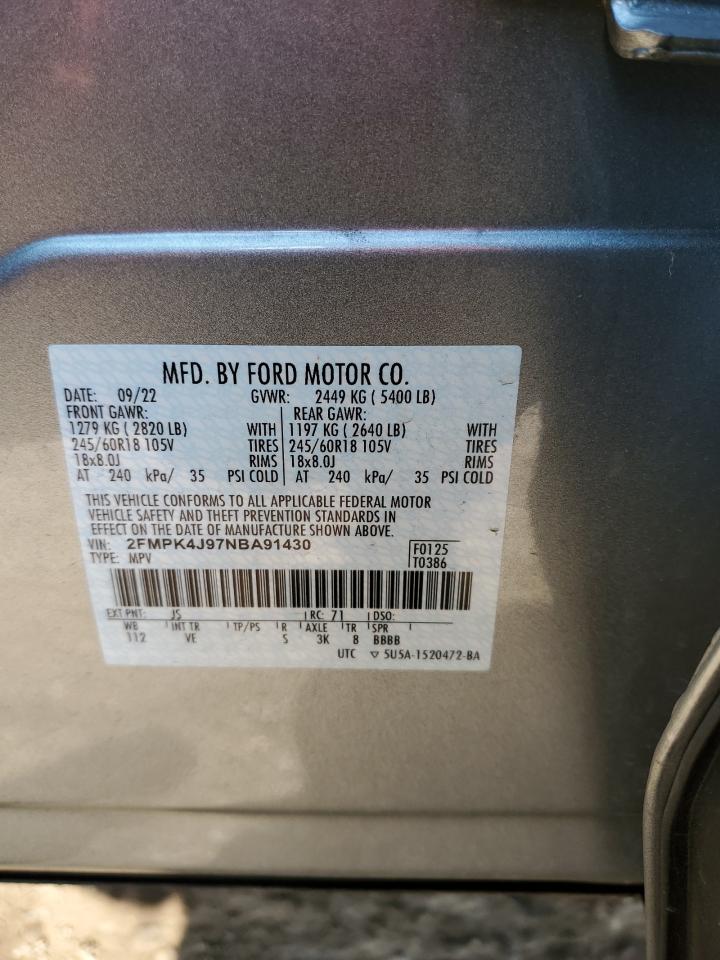 MFD. BY FORD MOTOR CO.
DATE: 09/22 GVWR: 2449 KG ( 5400 LB)
FRONT GAWR: REAR GAWR:
1279 KG ( 2820 LB) WITH 1197 KG ( 2640 LB) WITH
245/60R18 105V TIRES 245/60R18 105V TIRES
18x8.0J RIMS 18x8.0J RIMS
AT 240 kPa/ 35 PSI COLD AT 240 kPa/ 35 PSI COLD
THIS VEHICLE CONFORMS TO ALL APPLICABLE FEDERAL MOTOR
VEHICLE SAFETY AND THEFT PREVENTION STANDARDS IN
EFFECT ON THE DATE OF MANUFACTURE SHOWN ABOVE.
VIN: 2FMPK4J97NBA91430 F0125
TYPE: MPV T0386
EXT PNT: JS RC: 71 DSO:
WB INT TR TP/PS R AXLE TR SPR
112 VE S 3K 8 BBBB
UTC ▽ 5U5A-1520472-BA